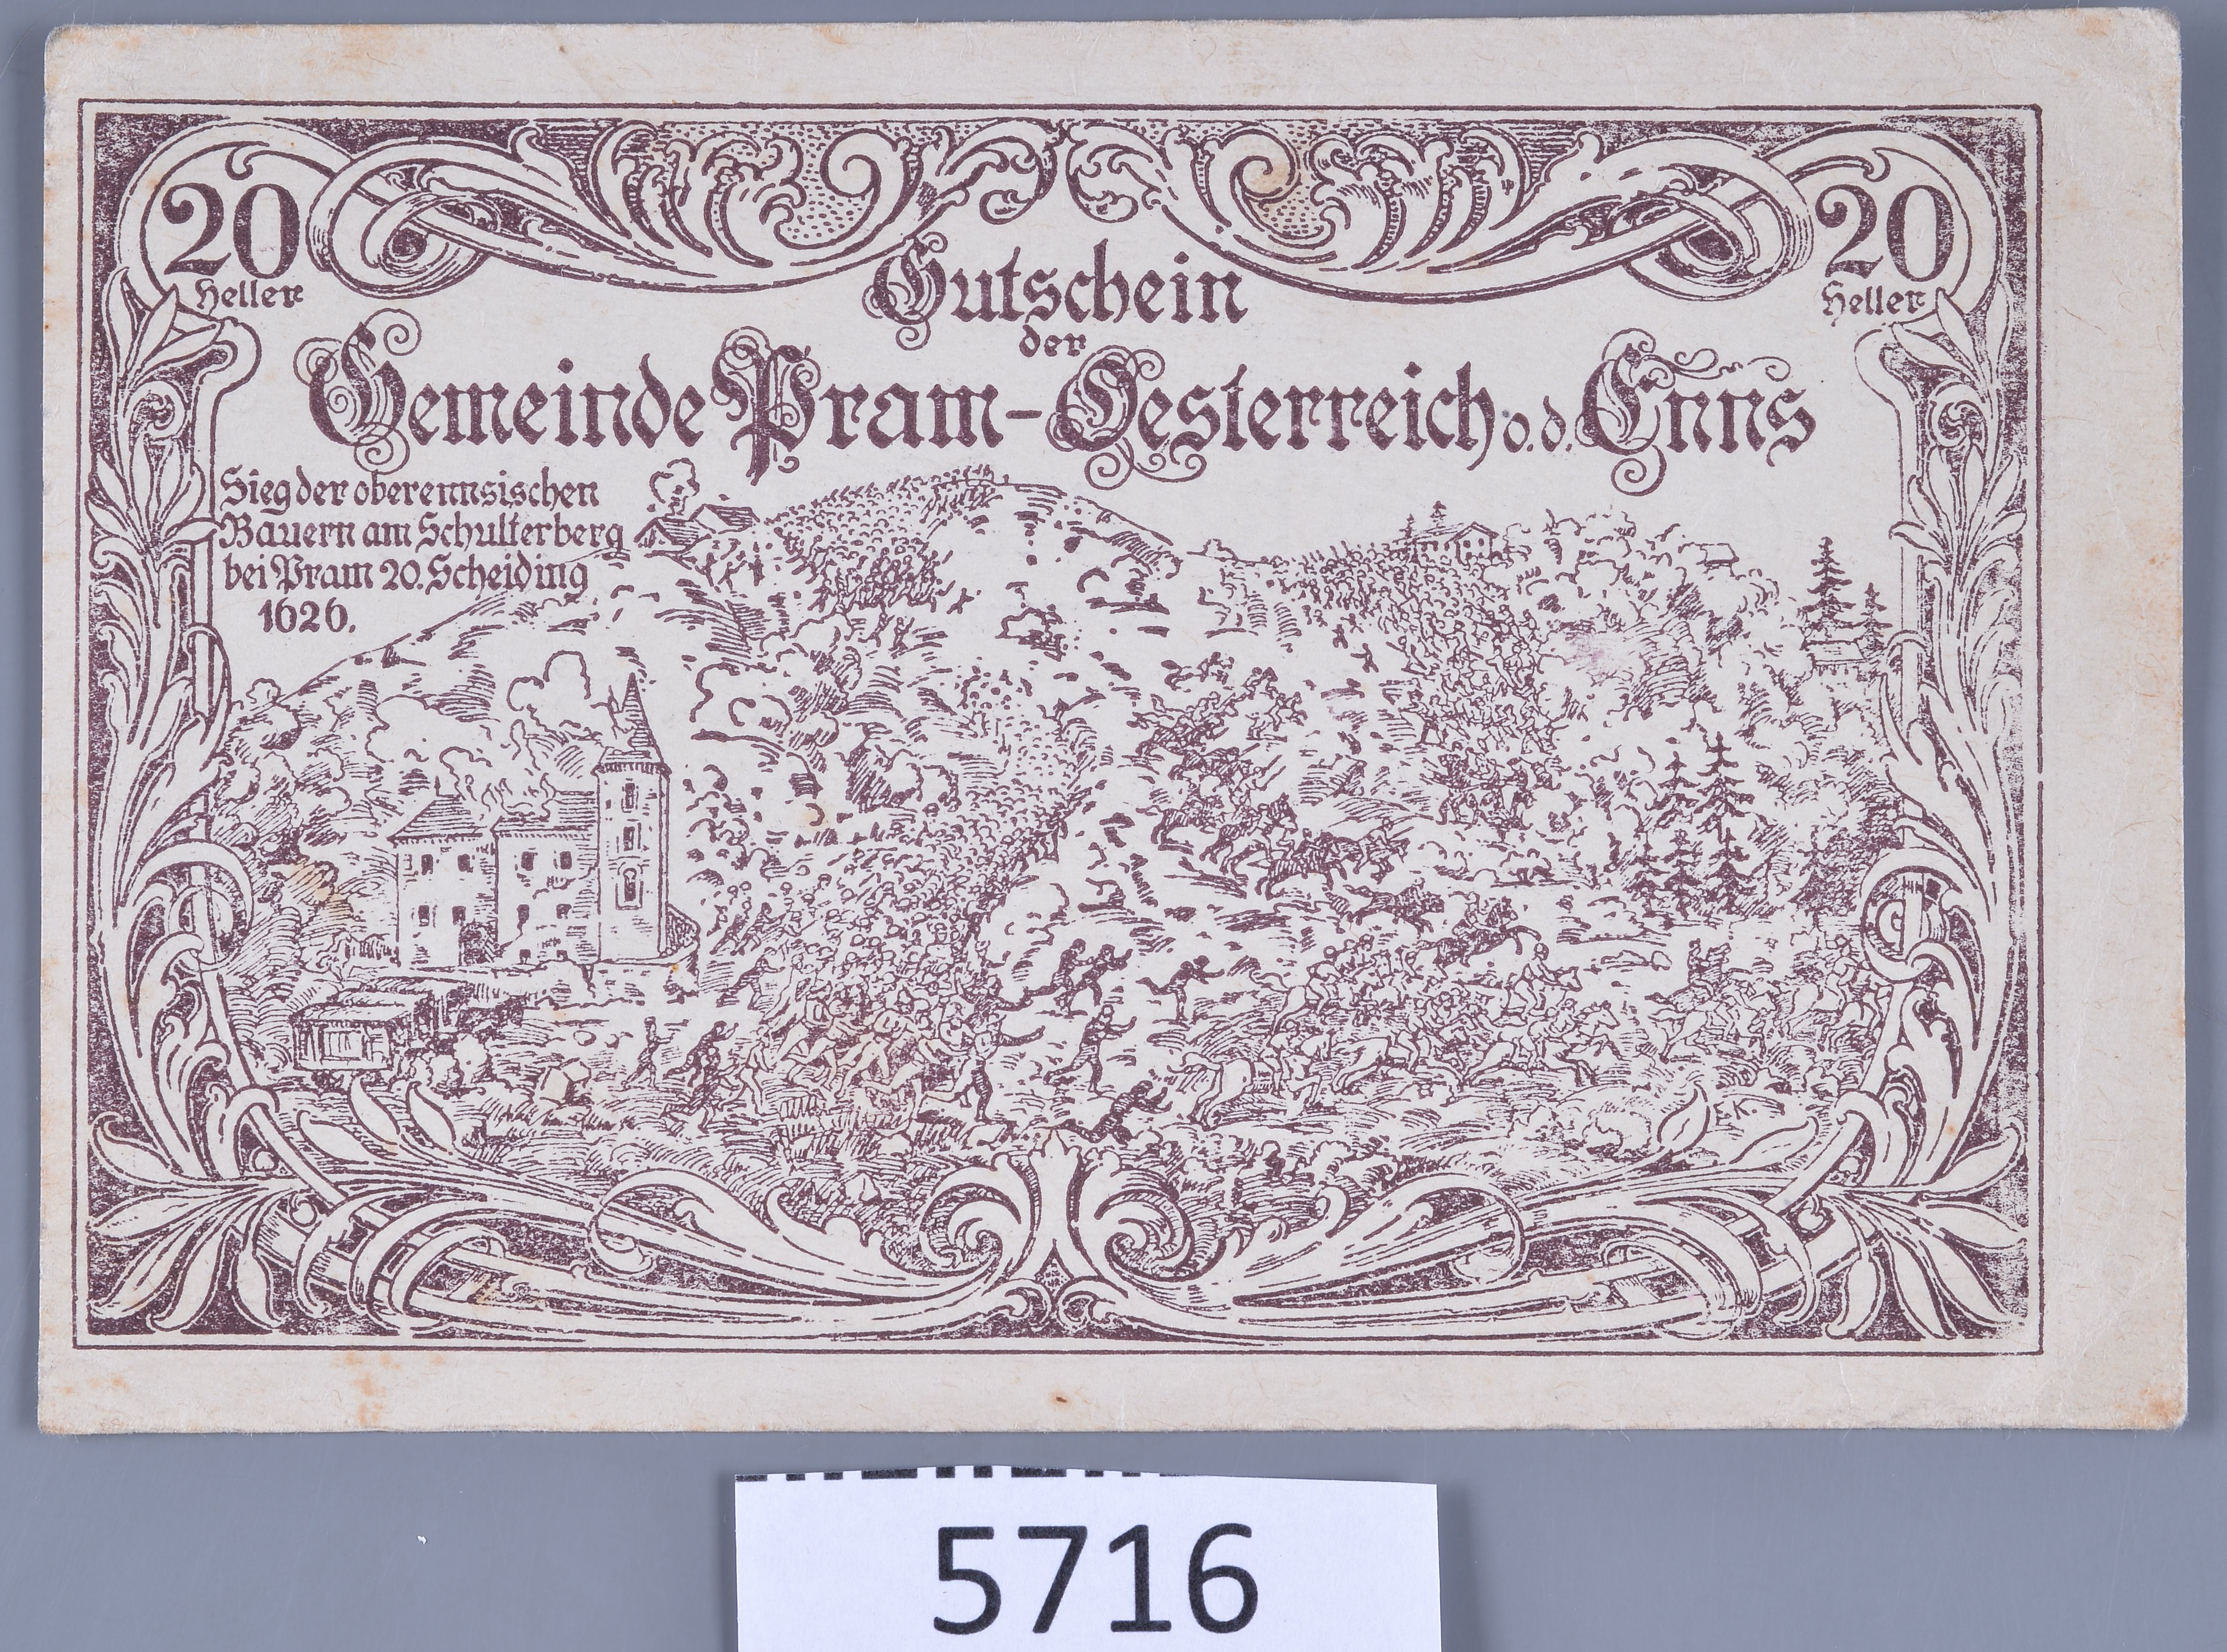 20
Heller
20
Heller
Gutschein
der
Gemeinde Pram-Oesterreich o.d. Enns
Sieg der oberennsischen
Bauern am Schulterberg
bei Pram 20. Scheiding
1626.
E.K.
5716